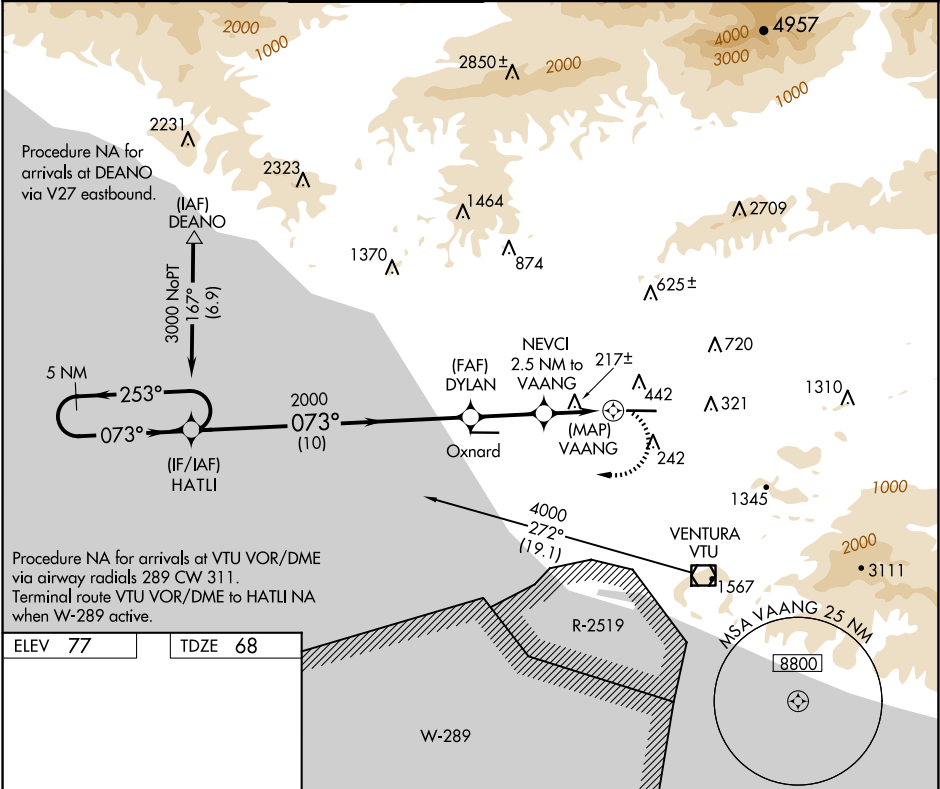 2000
1000
4000
3000
4957
2850±
2000
1000
2231
Procedure NA for
arrivals at DEANO
via V27 eastbound.
2323
(IAF)
DEANO
1464
2709
874
1370
625±
3000 NoPT
167°
(6.9)
720
NEVCI
2.5 NM to
VAANG
217±
(FAF)
DYLAN
5 NM
253°
442
1310
321
2000
073°
(10)
073°
(MAP)
VAANG
242
Oxnard
(IF/IAF)
HATLI
1345
1000
4000
272°
(19.1)
VENTURA
VTU
2000
3111
1567
Procedure NA for arrivals at VTU VOR/DME
via airway radials 289 CW 311.
Terminal route VTU VOR/DME to HATLI NA
when W-289 active.
R-2519
MSA VAANG 25 NM
8800
ELEV 77
TDZE 68
W-289